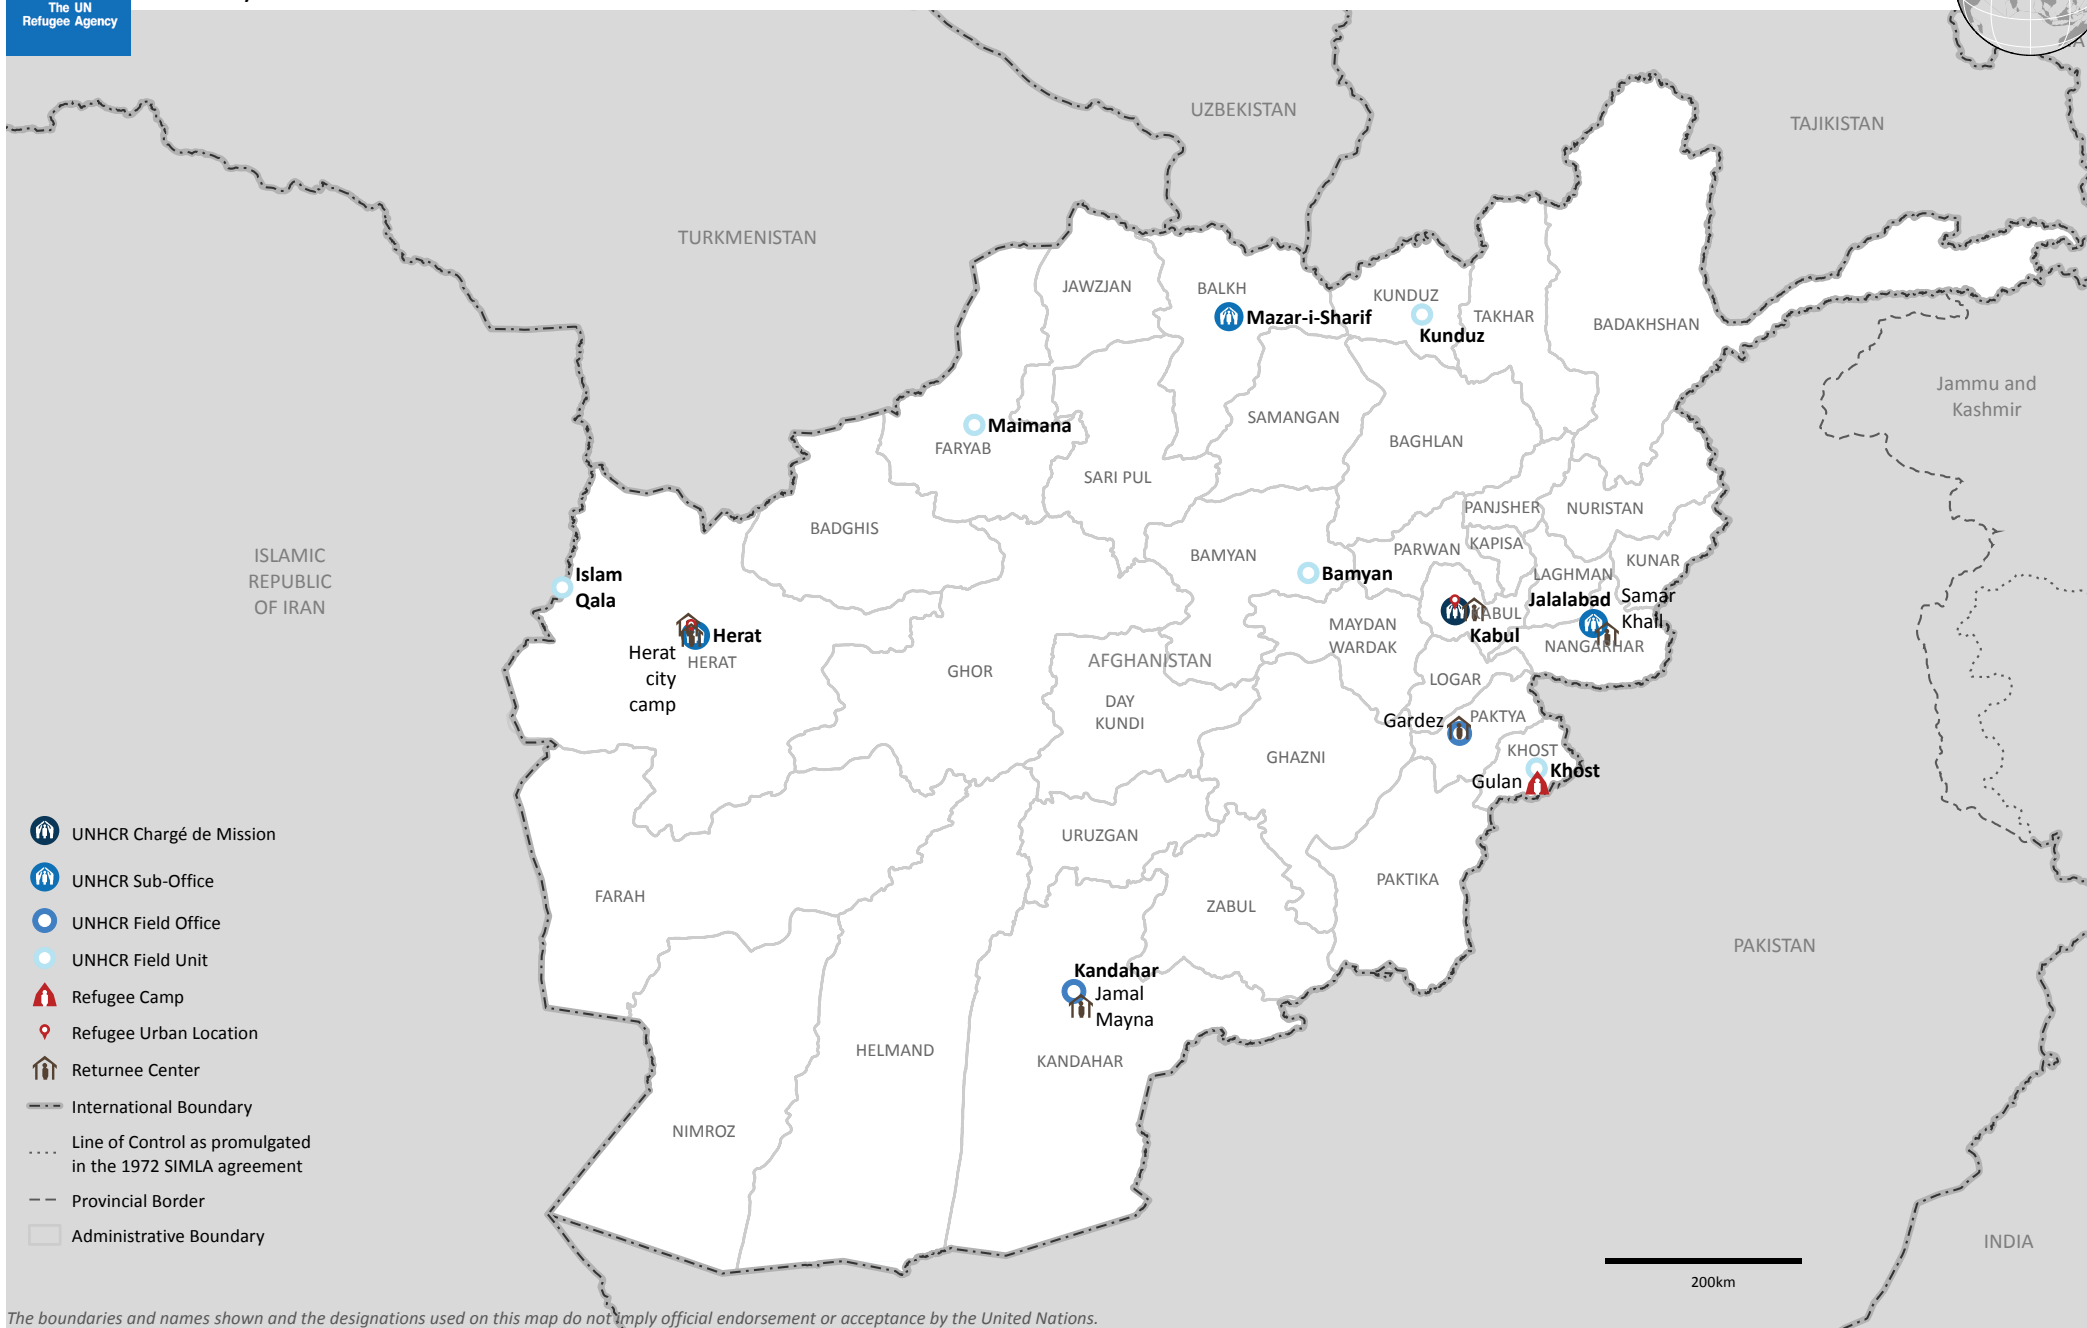 The UN
Refugee Agency
UZBEKISTAN
TAJIKISTAN
TURKMENISTAN
JAWZJAN
BALKH
KUNDUZ
Mazar-i-Sharif
TAKHAR
BADAKHSHAN
Kunduz
Jammu and
Kashmir
Maimana
FARYAB
SAMANGAN
BAGHLAN
SARI PUL
PANJSHER
NURISTAN
BADGHIS
ISLAMIC
REPUBLIC
OF IRAN
Islam
Qala
BAMYAN
Bamyan
PARWAN
KAPISA
KUNAR
LAGHMAN
Jalalabad
Samar
Khail
KABUL
Kabul
NANGARHAR
MAYDAN
WARDAK
Herat
HERAT
Herat
city
camp
GHOR
AFGHANISTAN
DAY
KUNDI
LOGAR
Gardez
PAKTYA
GHAZNI
KHOST
Khost
Gulan
URUZGAN
FARAH
ZABUL
PAKTIKA
PAKISTAN
Kandahar
Jamal
Mayna
HELMAND
KANDAHAR
NIMROZ
INDIA
UNHCR Chargé de Mission
UNHCR Sub-Office
UNHCR Field Office
UNHCR Field Unit
Refugee Camp
Refugee Urban Location
Returnee Center
International Boundary
Line of Control as promulgated
in the 1972 SIMLA agreement
Provincial Border
Administrative Boundary
200km
The boundaries and names shown and the designations used on this map do not imply official endorsement or acceptance by the United Nations.